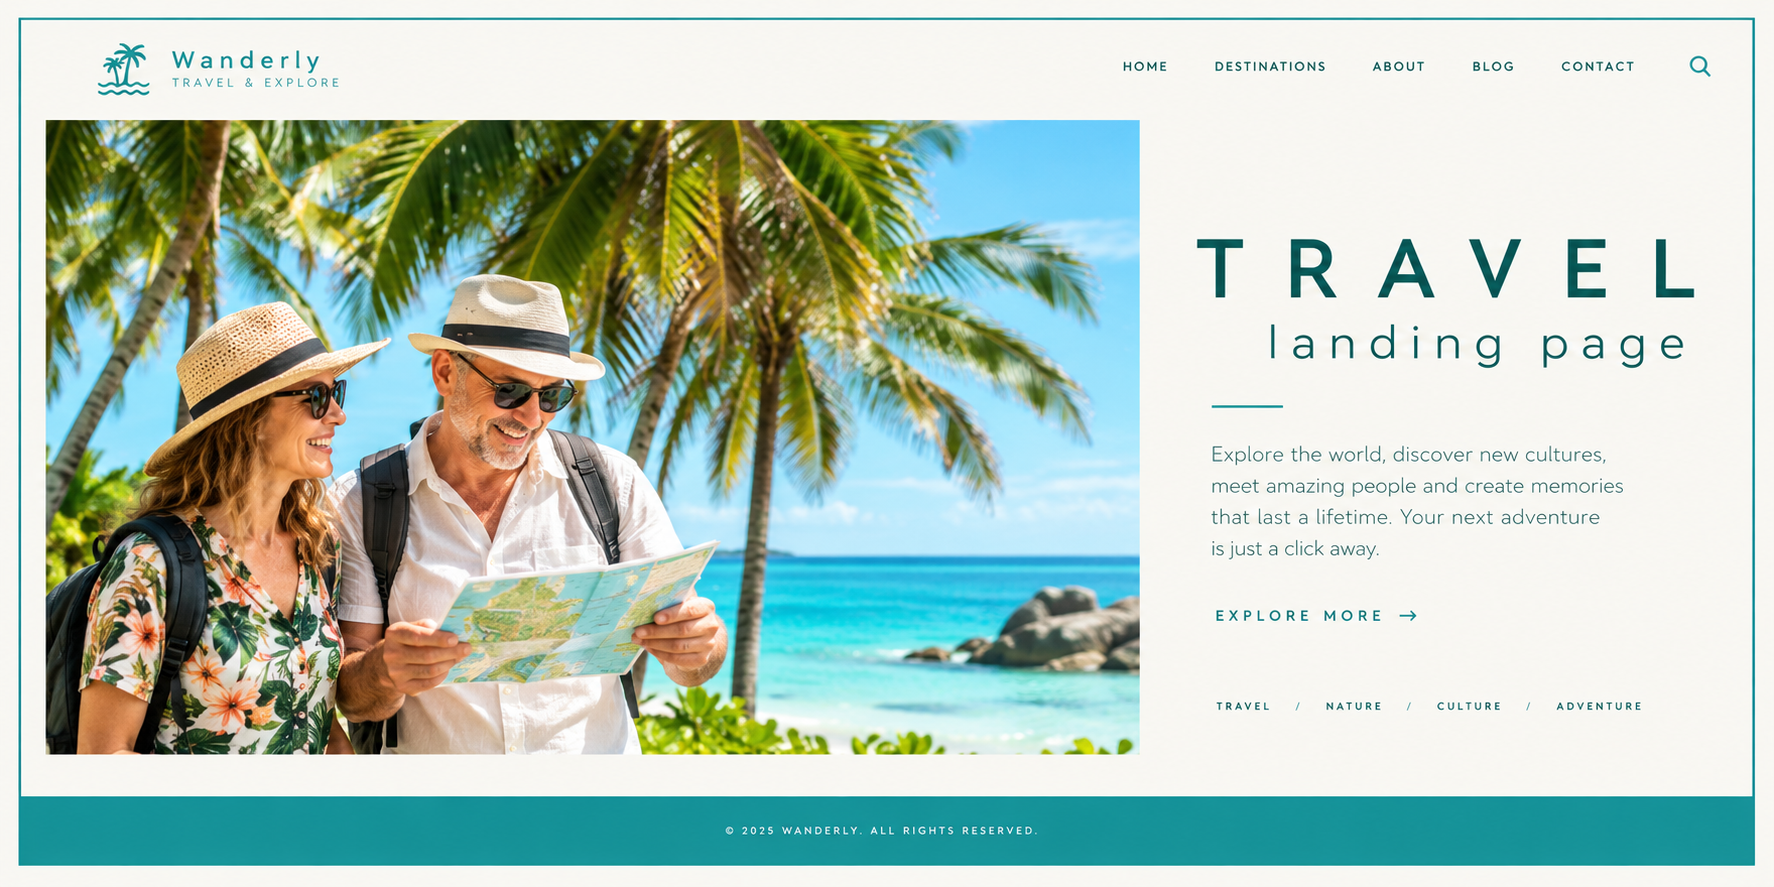 Wanderly
TRAVEL & EXPLORE
HOME DESTINATIONS ABOUT BLOG CONTACT
TRAVEL
landing page
Explore the world, discover new cultures,
meet amazing people and create memories
that last a lifetime. Your next adventure
is just a click away.
EXPLORE MORE →
TRAVEL / NATURE / CULTURE / ADVENTURE
© 2025 WANDERLY. ALL RIGHTS RESERVED.